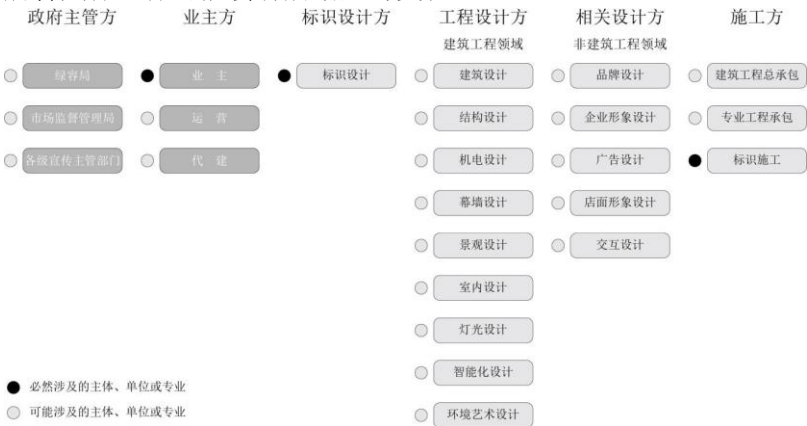 政府主管方 业主方 标识设计方 工程设计方 相关设计方 施工方
建筑工程领域 非建筑工程领域
绿容局 业 主 标识设计 建筑设计 品牌设计 建筑工程总承包
市场监督管理局 运 营 结构设计 企业形象设计 专业工程承包
各级宣传主管部门 代 建 机电设计 广告设计 标识施工
幕墙设计 店面形象设计
景观设计 交互设计
室内设计
灯光设计
智能化设计
必然涉及的主体、单位或专业
可能涉及的主体、单位或专业
环境艺术设计